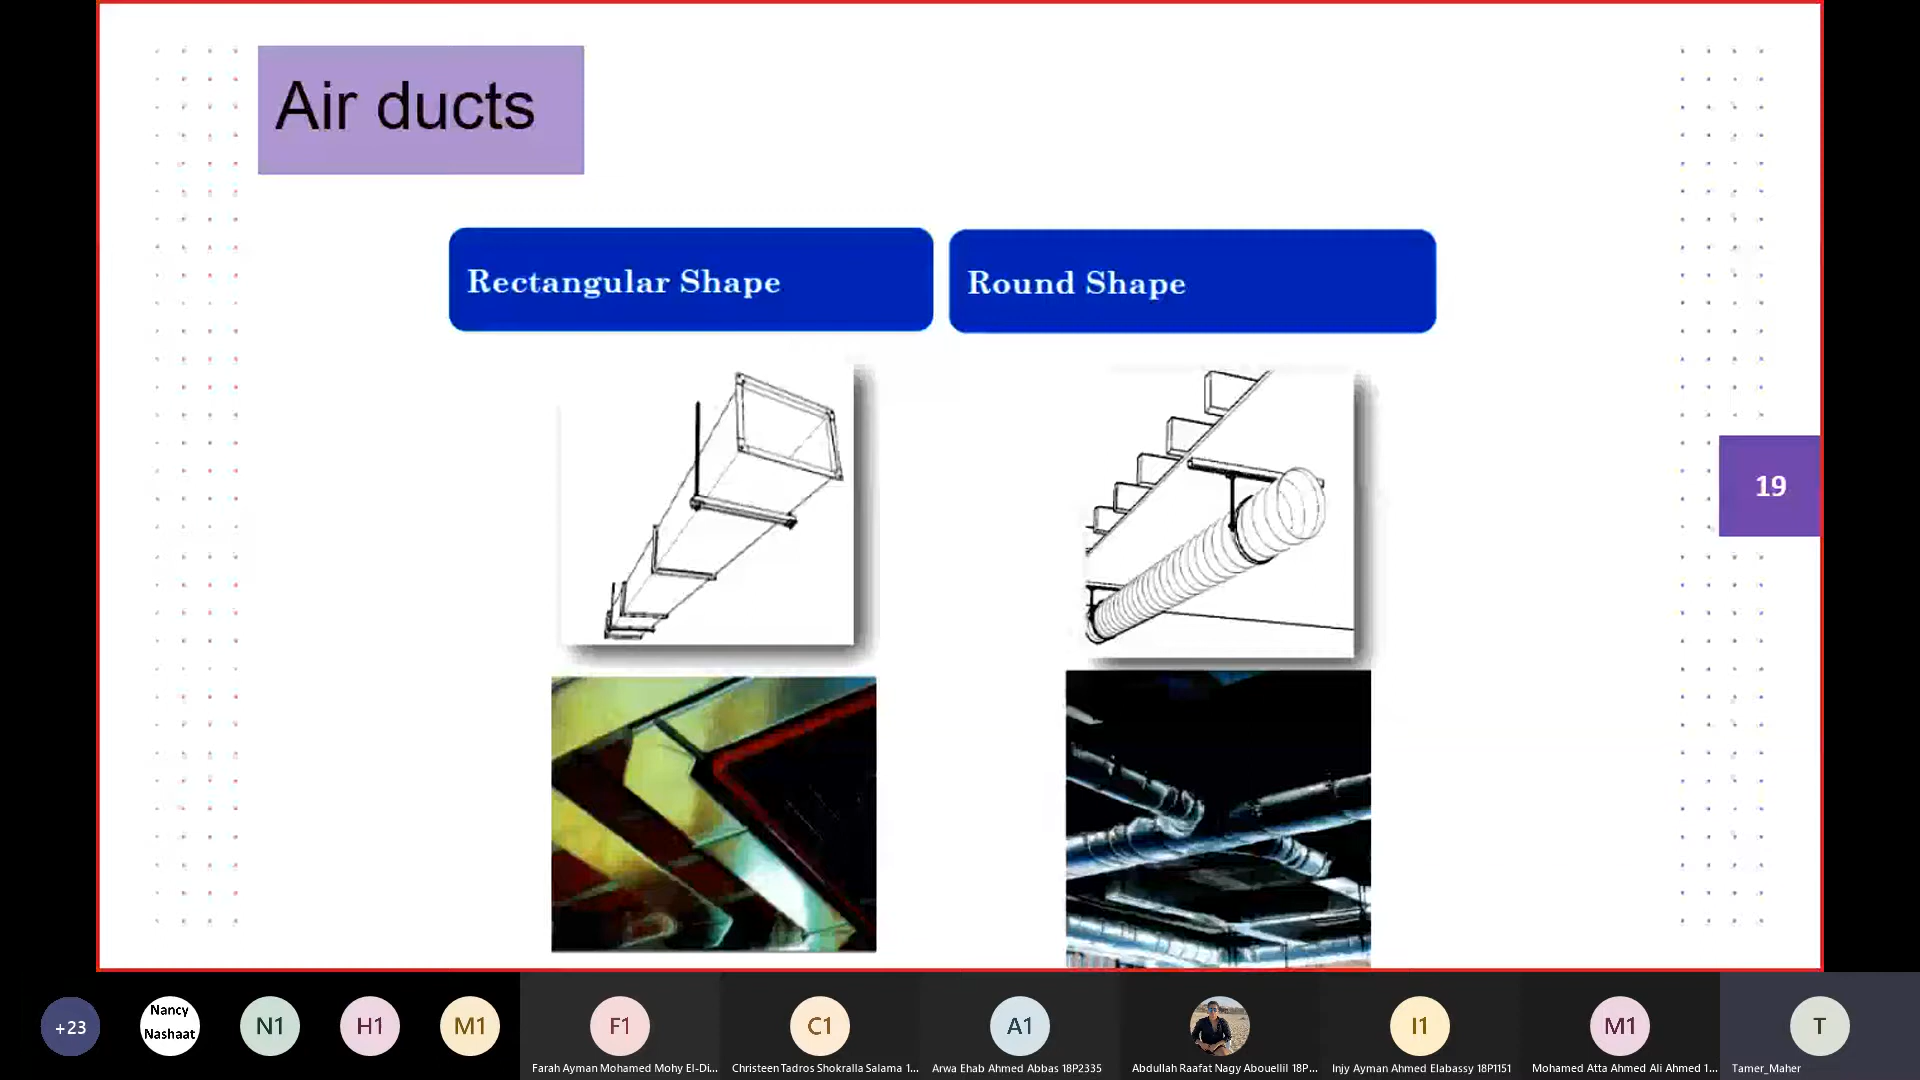 Air ducts
Rectangular Shape
Round Shape
19
+23
Nancy
Nashaat
N1
H1
M1
F1
C1
A1
I1
M1
T
Farah Ayman Mohamed Mohy El-Di...
Christeen Tadros Shokralla Salama 1...
Arwa Ehab Ahmed Abbas 18P2335
Abdullah Raafat Nagy Abouellil 18P...
Injy Ayman Ahmed Elabassy 18P1151
Mohamed Atta Ahmed Ali Ahmed 1...
Tamer_Maher